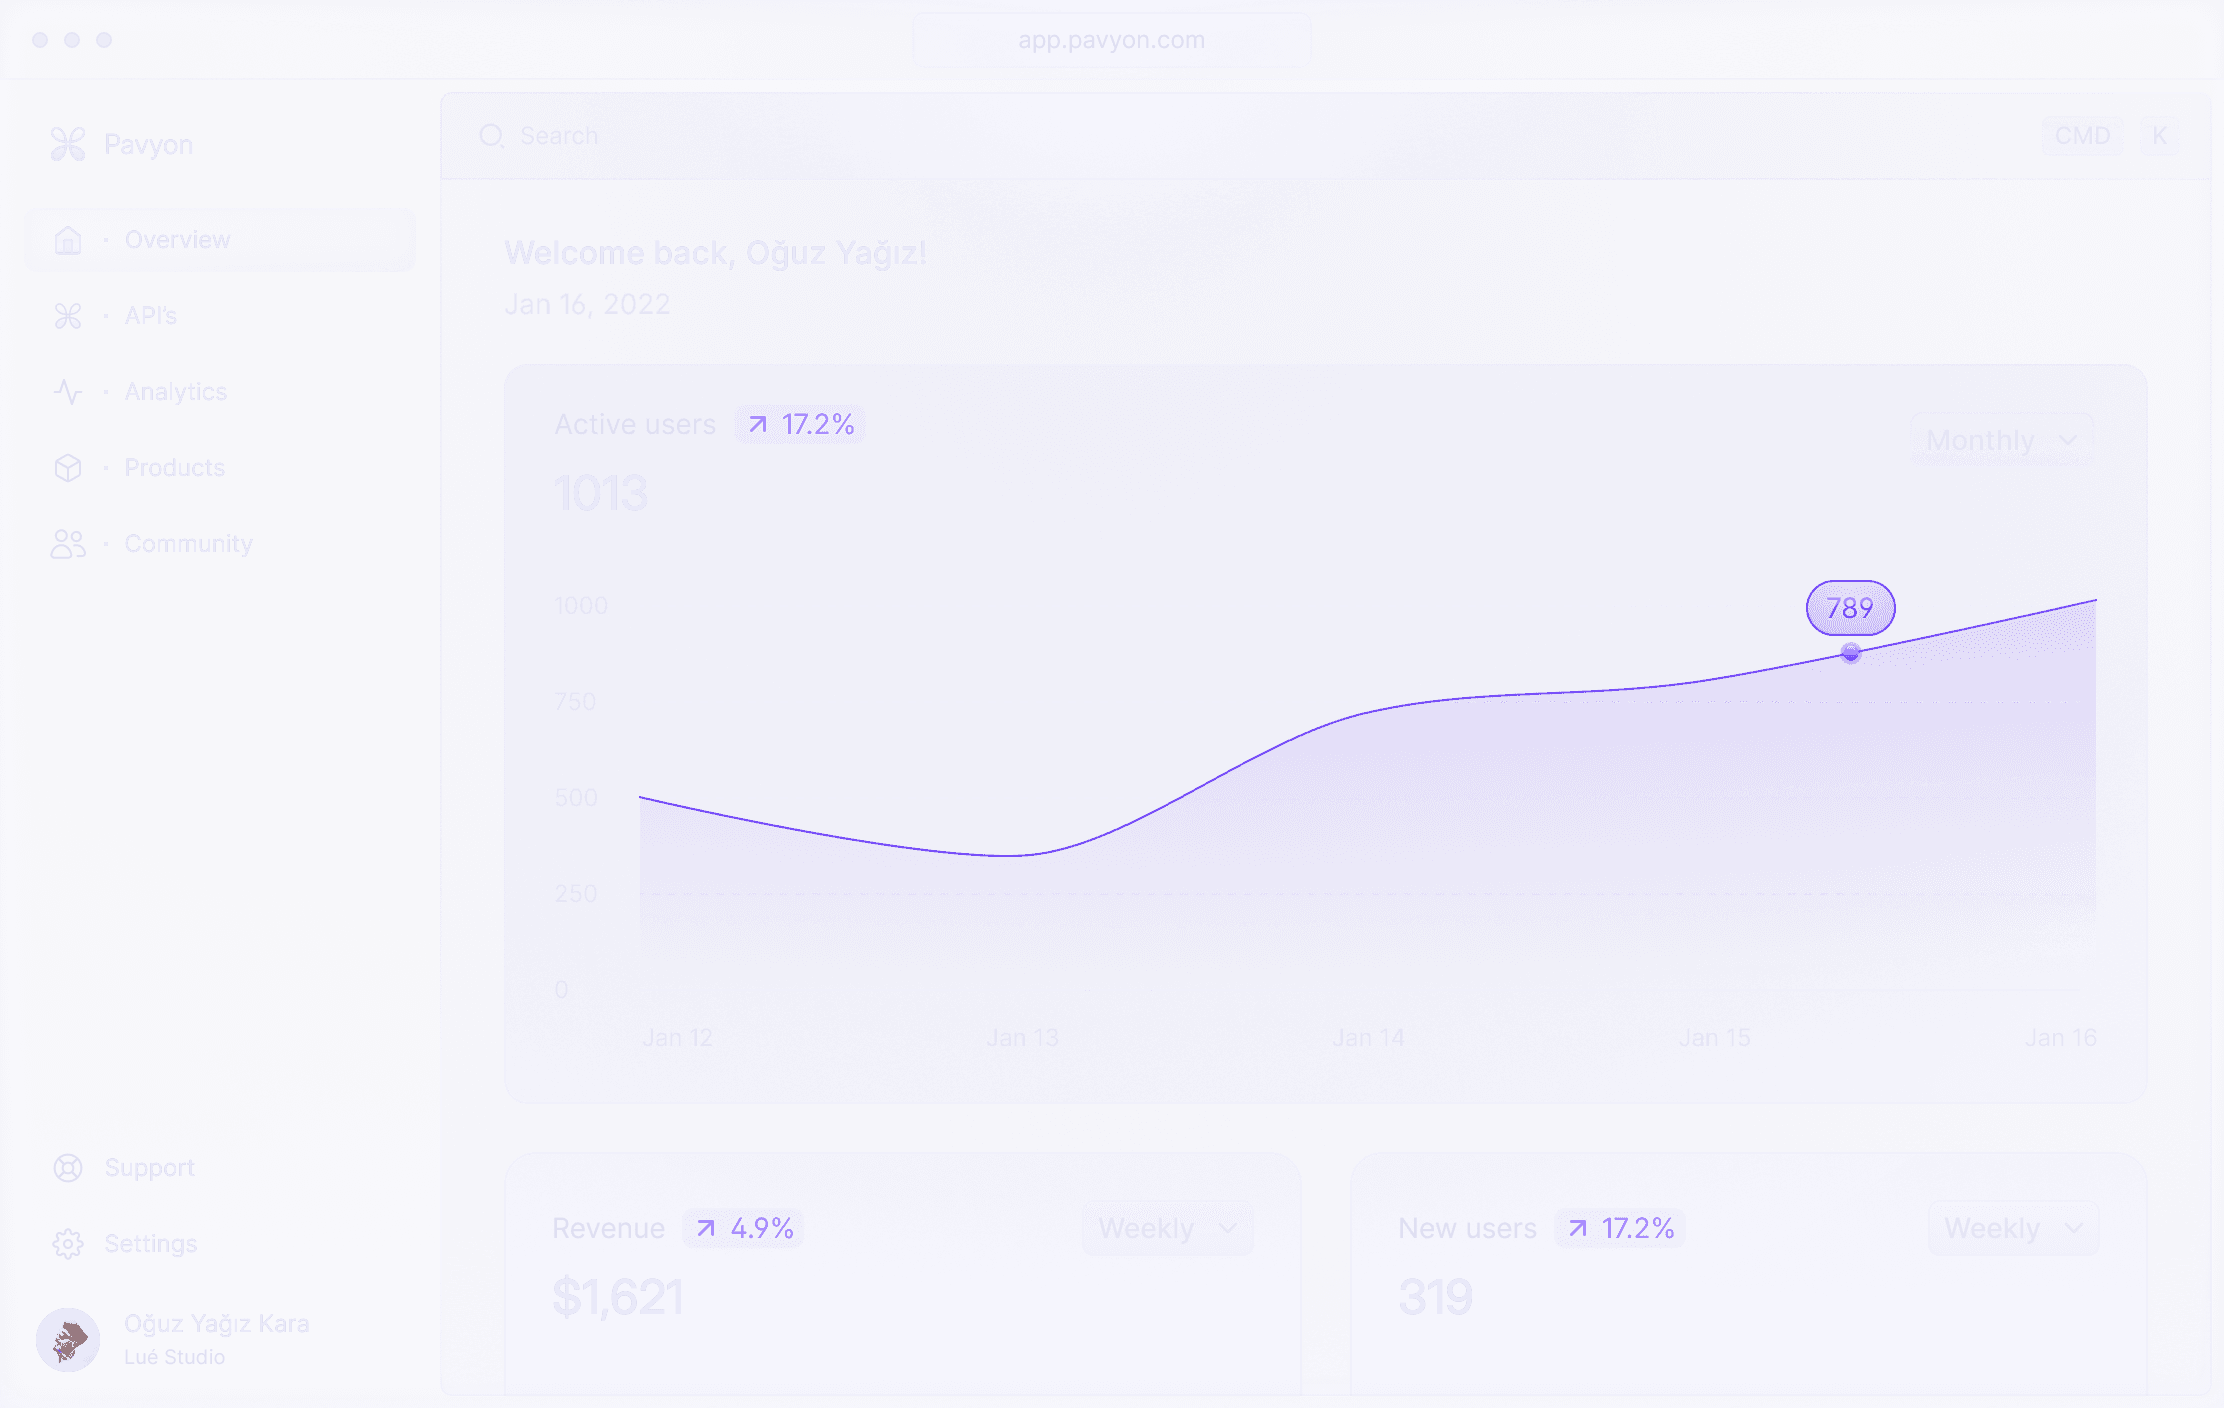 app.pavyon.com
Pavyon
Search
CMD K
Overview
API's
Analytics
Products
Community
Support
Settings
Oğuz Yağız Kara
Lué Studio
Welcome back, Oğuz Yağız!
Jan 16, 2022
Active users 17.2%
Monthly
1013
789
1000
750
500
250
0
Jan 12 Jan 13 Jan 14 Jan 15 Jan 16
Revenue 4.9%
Weekly
$1,621
New users 17.2%
Weekly
319